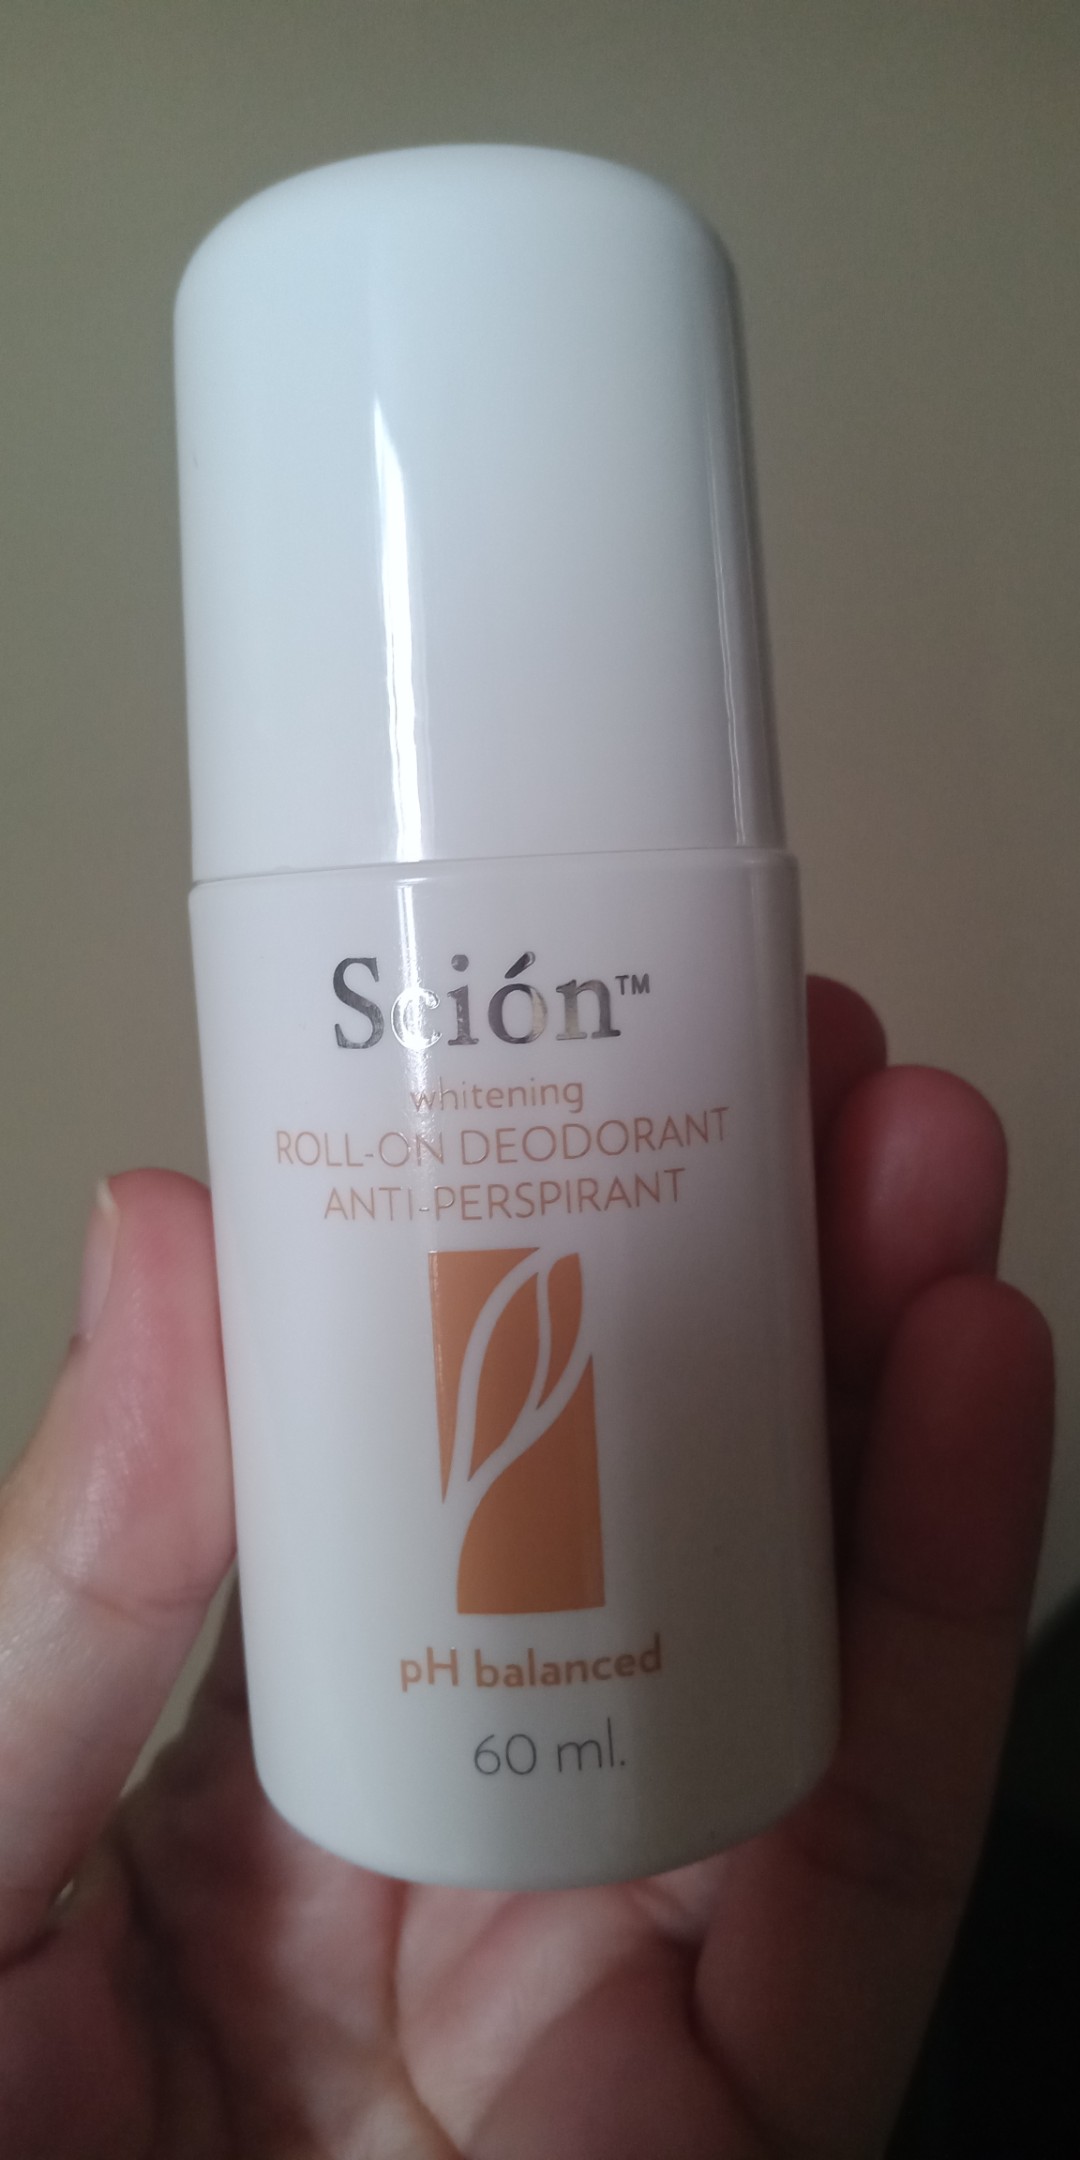 Sción™
whitening
ROLL-ON DEODORANT
ANTI-PERSPIRANT
pH balanced
60 ml.